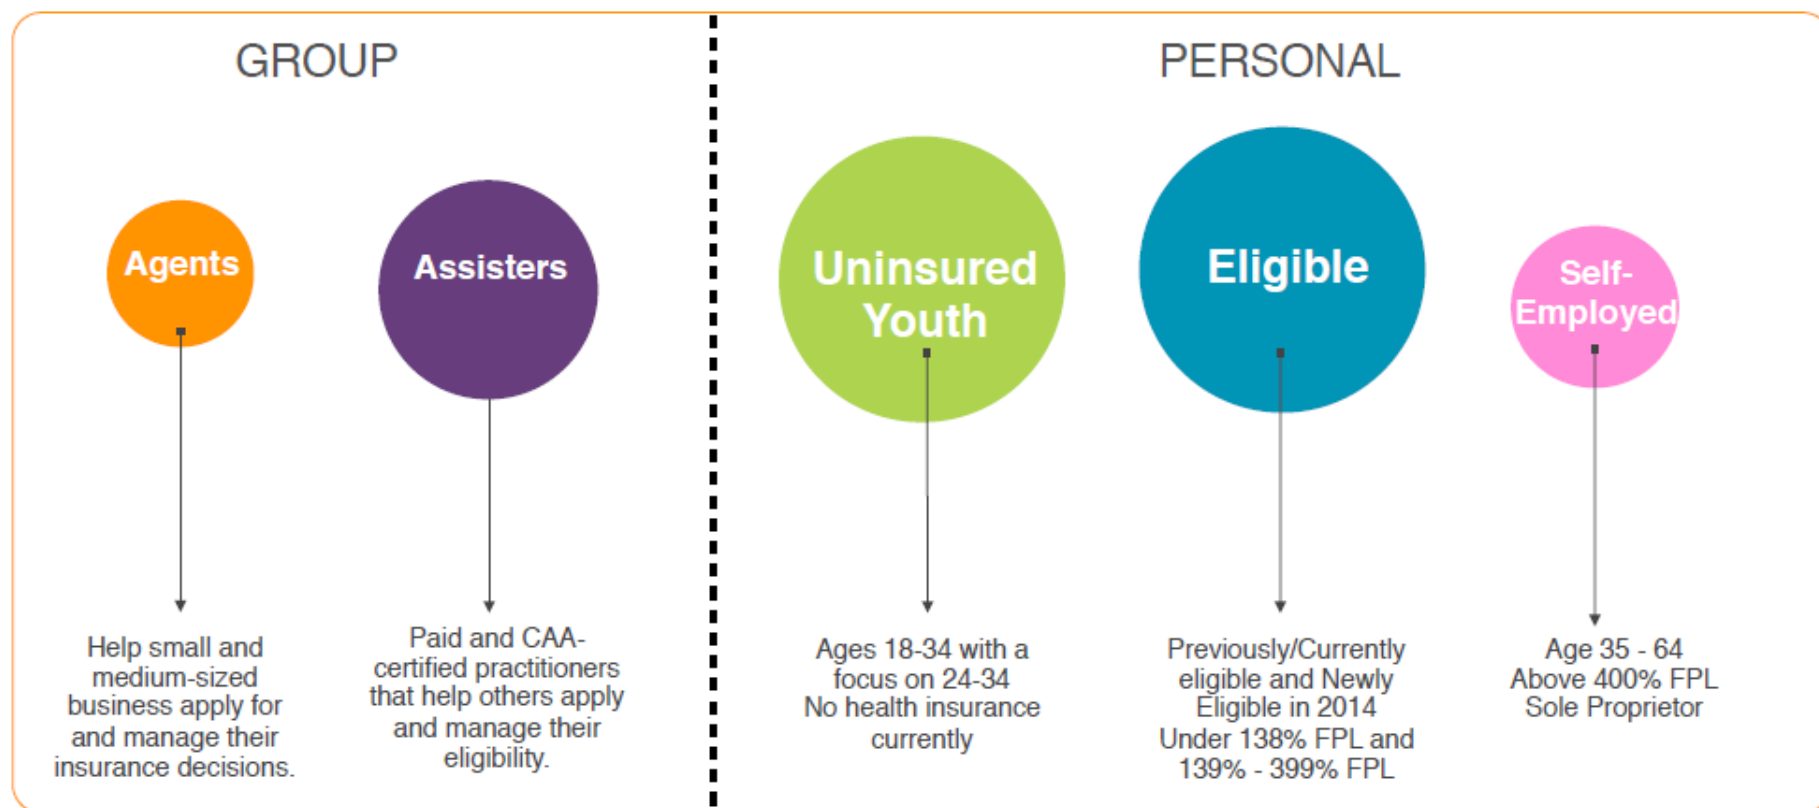 GROUP
Agents
Help small and
medium-sized
business apply for
and manage their
insurance decisions.
Assisters
Paid and CAA-
certified practitioners
that help others apply
and manage their
eligibility.
PERSONAL
Uninsured
Youth
Ages 18-34 with a
focus on 24-34
No health insurance
currently
Eligible
Previously/Currently
eligible and Newly
Eligible in 2014
Under 138% FPL and
139% - 399% FPL
Self-
Employed
Age 35 - 64
Above 400% FPL
Sole Proprietor